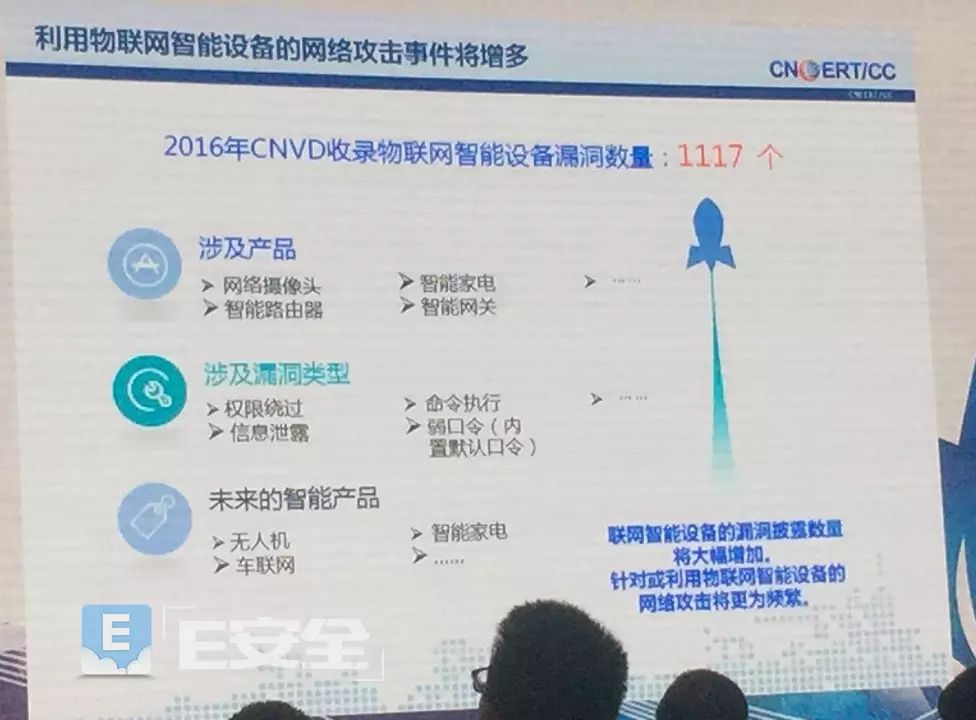 利用物联网智能设备的网络攻击事件将增多
CNCERT/CC
2016年CNVD收录物联网智能设备漏洞数量：1117 个
涉及产品
➤ 网络摄像头
➤ 智能家电
➤ ……
➤ 智能路由器
➤ 智能网关
涉及漏洞类型
➤ 权限绕过
➤ 命令执行
➤ ……
➤ 信息泄露
➤ 弱口令（内
置默认口令）
未来的智能产品
➤ 无人机
➤ 智能家电
➤ 车联网
➤ ……
联网智能设备的漏洞披露数量
将大幅增加。
针对或利用物联网智能设备的
网络攻击将更为频繁。
E
E安全